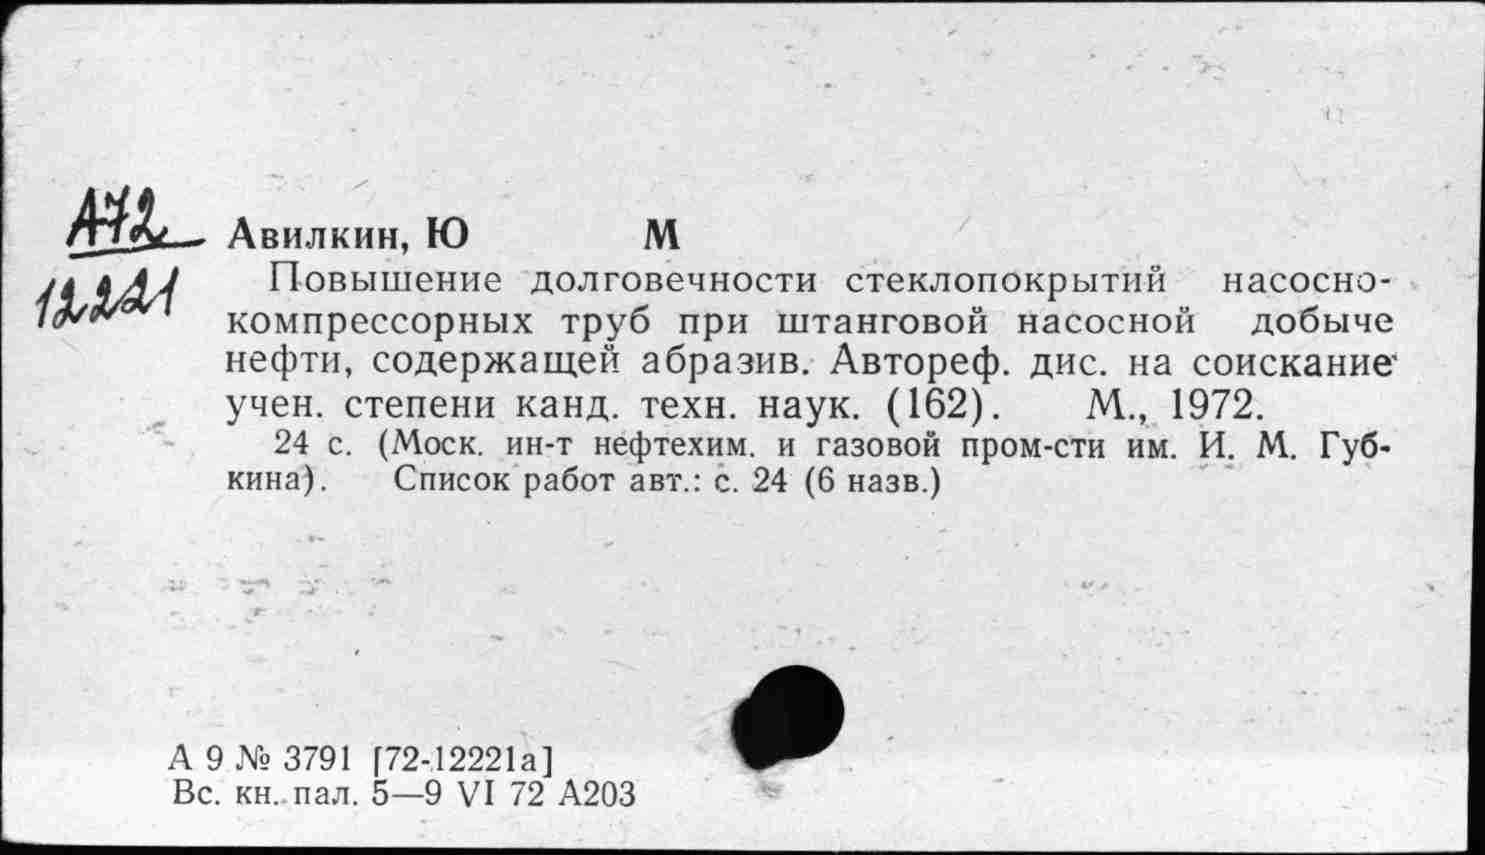 А72
12221
Авилкин, Ю М
Повышение долговечности стеклопокрытий насосно-
компрессорных труб при штанговой насосной добыче
нефти, содержащей абразив. Автореф. дис. на соискание
учен. степени канд. техн. наук. (162). М., 1972.
24 с. (Моск. ин-т нефтехим. и газовой пром-сти им. И. М. Губ-
кина). Список работ авт.: с. 24 (6 назв.)
А 9 № 3791 [72-12221а]
Вс. кн. пал. 5—9 VI 72 А203